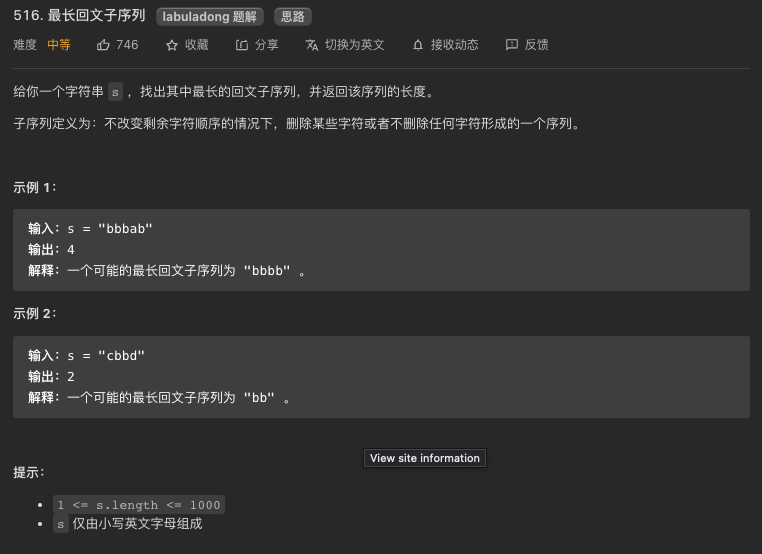 516. 最长回文子序列 labuladong 题解 思路
难度 中等 746 收藏 分享 切换为英文 接收动态 反馈
给你一个字符串 s ，找出其中最长的回文子序列，并返回该序列的长度。
子序列定义为：不改变剩余字符顺序的情况下，删除某些字符或者不删除任何字符形成的一个序列。
示例 1：
输入：s = "bbbab"
输出：4
解释：一个可能的最长回文子序列为 "bbbb" 。
示例 2：
输入：s = "cbbd"
输出：2
解释：一个可能的最长回文子序列为 "bb" 。
View site information
提示：
• 1 <= s.length <= 1000
• s 仅由小写英文字母组成